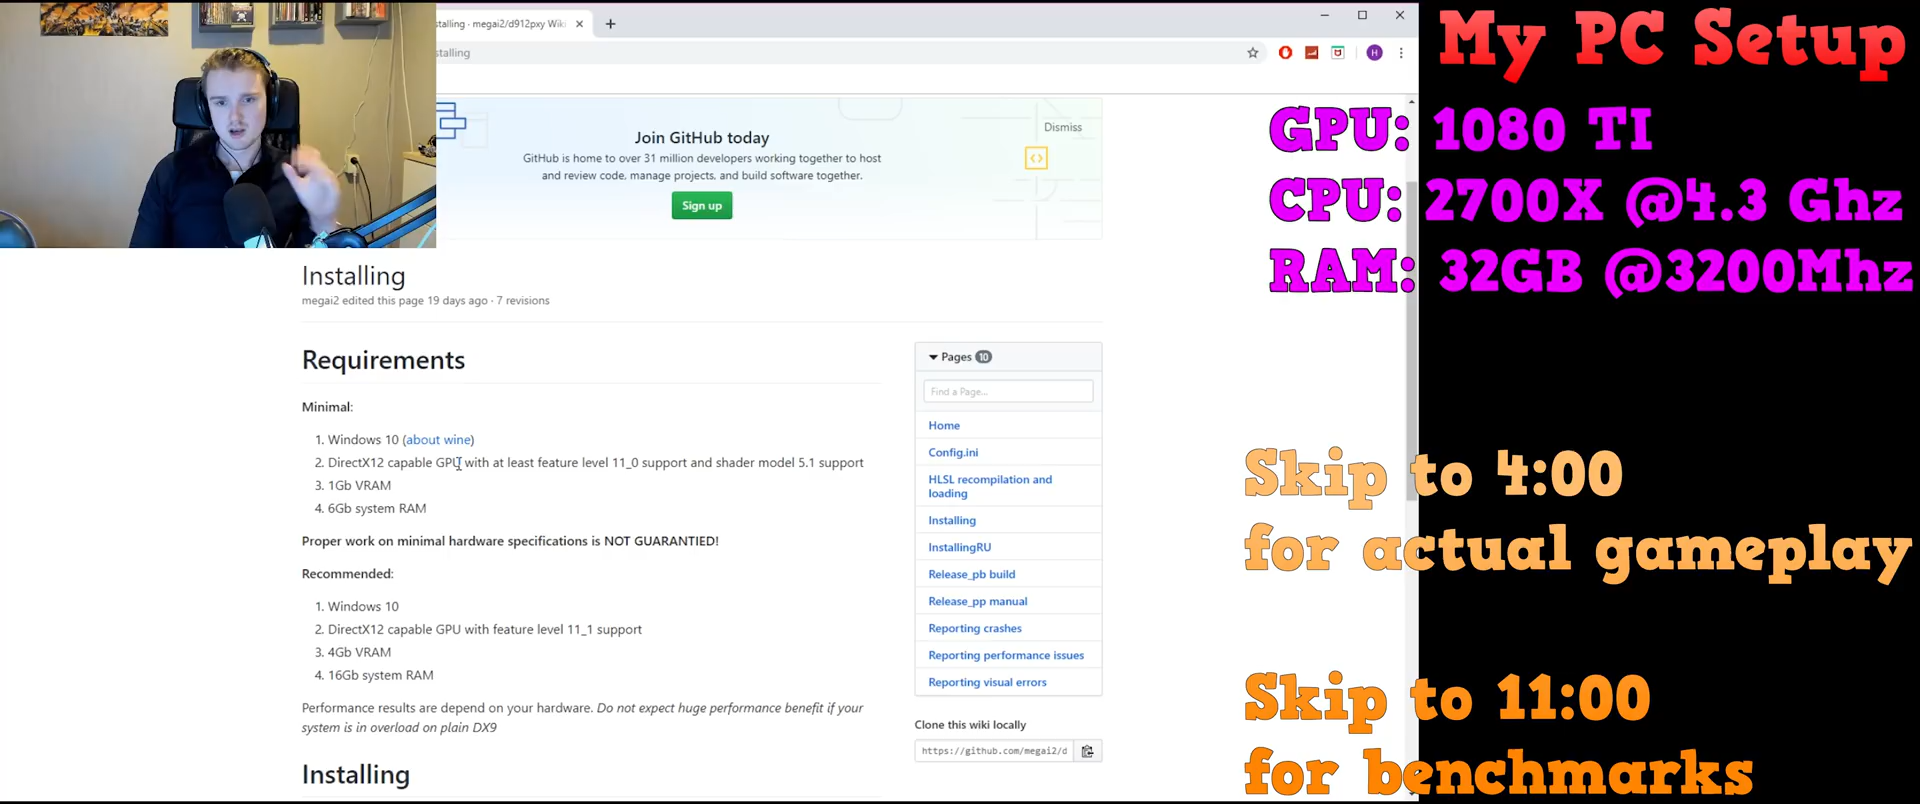 stalling - megai2/d912pxy Wiki
stalling
H
Join GitHub today
Dismiss
GitHub is home to over 31 million developers working together to host
and review code, manage projects, and build software together.
Sign up
Installing
megai2 edited this page 19 days ago · 7 revisions
Requirements
Minimal:
1. Windows 10 (about wine)
2. DirectX12 capable GPU with at least feature level 11_0 support and shader model 5.1 support
3. 1Gb VRAM
4. 6Gb system RAM
Proper work on minimal hardware specifications is NOT GUARANTIED!
Recommended:
1. Windows 10
2. DirectX12 capable GPU with feature level 11_1 support
3. 4Gb VRAM
4. 16Gb system RAM
Performance results are depend on your hardware. Do not expect huge performance benefit if your
system is in overload on plain DX9
Installing
Pages 10
Find a Page...
Home
Config.ini
HLSL recompilation and
loading
Installing
InstallingRU
Release_pb build
Release_pp manual
Reporting crashes
Reporting performance issues
Reporting visual errors
Clone this wiki locally
https://github.com/megai2/d
My PC Setup
GPU: 1080 TI
CPU: 2700X @4.3 Ghz
RAM: 32GB @3200Mhz
Skip to 4:00
for actual gameplay
Skip to 11:00
for benchmarks